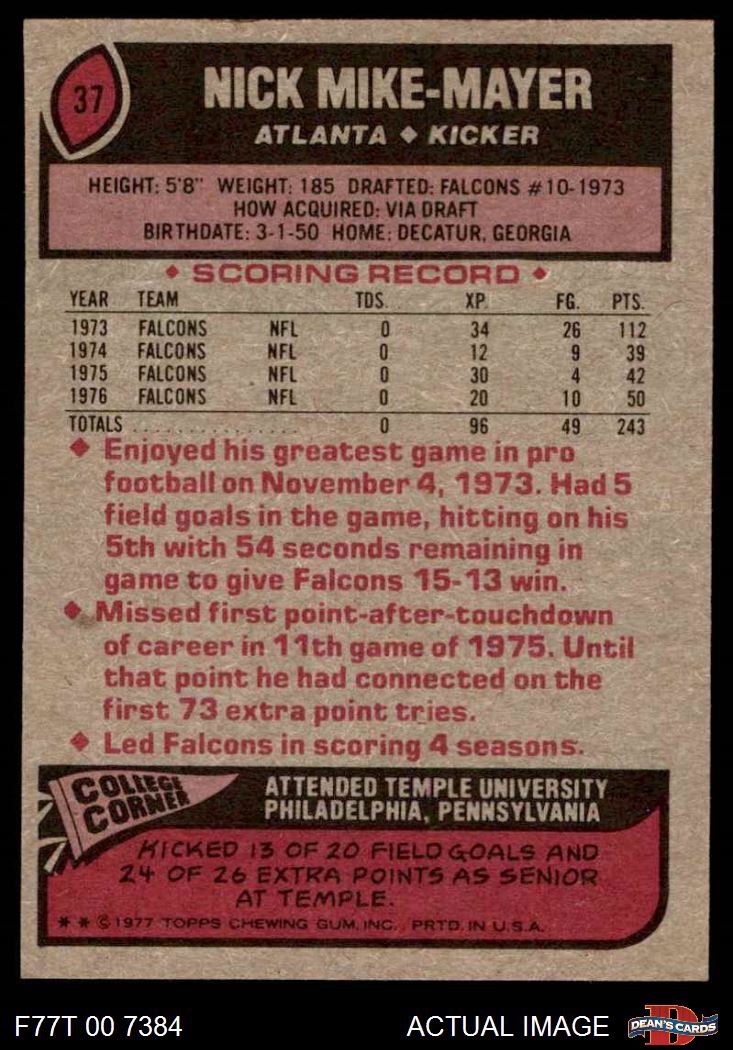 37
NICK MIKE-MAYER
ATLANTA ◆ KICKER
HEIGHT: 5'8" WEIGHT: 185 DRAFTED: FALCONS #10-1973
HOW ACQUIRED: VIA DRAFT
BIRTHDATE: 3-1-50 HOME: DECATUR, GEORGIA
◆ SCORING RECORD ◆
YEAR TEAM TDS. XP. FG. PTS.
1973 FALCONS NFL 0 34 26 112
1974 FALCONS NFL 0 12 9 39
1975 FALCONS NFL 0 30 4 42
1976 FALCONS NFL 0 20 10 50
TOTALS ................ 0 96 49 243
◆ Enjoyed his greatest game in pro
football on November 4, 1973. Had 5
field goals in the game, hitting on his
5th with 54 seconds remaining in
game to give Falcons 15-13 win.
◆ Missed first point-after-touchdown
of career in 11th game of 1975. Until
that point he had connected on the
first 73 extra point tries.
◆ Led Falcons in scoring 4 seasons.
COLLEGE
CORNER
ATTENDED TEMPLE UNIVERSITY
PHILADELPHIA, PENNSYLVANIA
KICKED 13 OF 20 FIELD GOALS AND
24 OF 26 EXTRA POINTS AS SENIOR
AT TEMPLE.
* * © 1977 TOPPS CHEWING GUM, INC. PRTD. IN U.S.A.
F77T 00 7384
ACTUAL IMAGE
D
DEAN'S CARDS